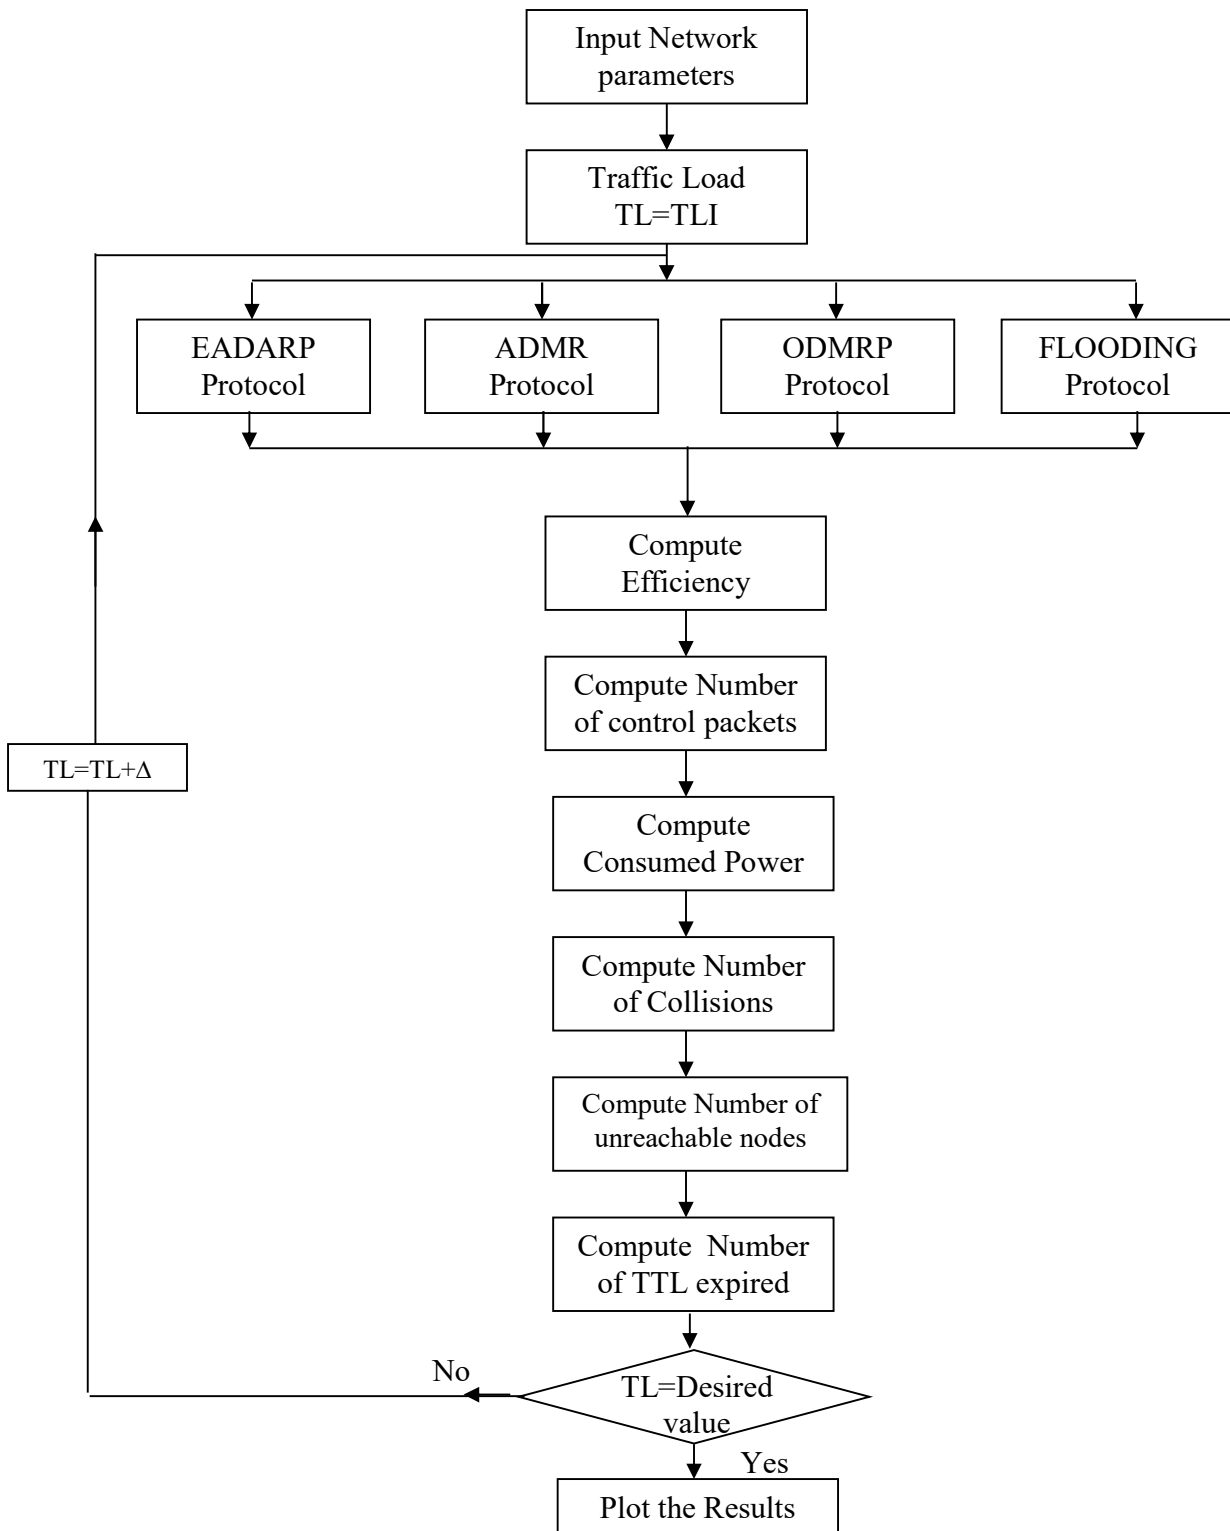 Input Network
parameters
Traffic Load
TL=TLI
EADARP
Protocol
ADMR
Protocol
ODMRP
Protocol
FLOODING
Protocol
Compute
Efficiency
Compute Number
of control packets
TL=TL+Δ
Compute
Consumed Power
Compute Number
of Collisions
Compute Number of
unreachable nodes
Compute  Number
of TTL expired
No
TL=Desired
value
Yes
Plot the Results